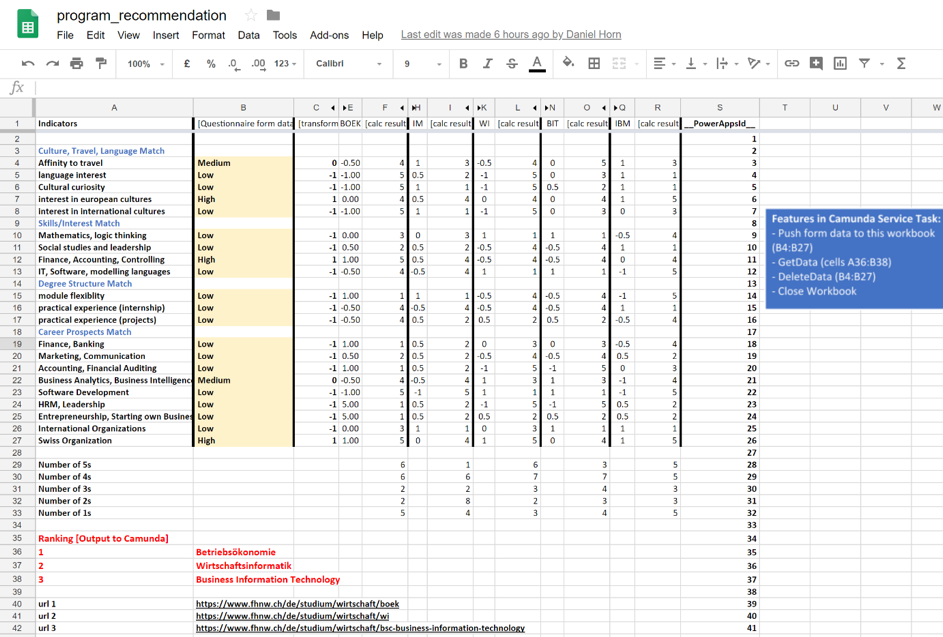 program_recommendation
File Edit View Insert Format Data Tools Add-ons Help Last edit was made 6 hours ago by Daniel Horn
100% £ % .0 .00 123 Calibri 9 B I S A Σ
fx
A B C E F H I K L N O Q R S T U V W
1 Indicators [Questionnaire form data [transform BOEK [calc result IM [calc result WI [calc result BIT [calc result IBM [calc result __PowerAppsId__
2 1
3 Culture, Travel, Language Match 2
4 Affinity to travel Medium 0 -0.50 4 1 3 -0.5 4 0 5 1 3 3
5 language interest Low -1 -1.00 5 0.5 2 -1 5 0 3 1 1 4
6 Cultural curiosity Low -1 -1.00 5 1 1 -1 5 0.5 2 1 1 5
7 interest in european cultures High 1 0.00 4 0.5 4 0 4 0 4 1 5 6
8 interest in international cultures Low -1 -1.00 5 1 1 -1 5 0 3 0 3 7
9 Skills/Interest Match 8
10 Mathematics, logic thinking Low -1 0.00 3 0 3 1 1 1 1 -0.5 4 9
11 Social studies and leadership Low -1 0.50 2 0.5 2 -0.5 4 -0.5 4 1 1 10
12 Finance, Accounting, Controlling High 1 1.00 5 0.5 4 -0.5 4 -0.5 4 0 4 11
13 IT, Software, modelling languages Low -1 -0.50 4 -0.5 4 1 1 1 1 -1 5 12
14 Degree Structure Match 13
15 module flexiblity Low -1 1.00 1 1 1 -0.5 4 -0.5 4 -1 5 14
16 practical experience (internship) Low -1 -0.50 4 -0.5 4 -0.5 4 -0.5 4 1 1 15
17 practical experience (projects) Low -1 -0.50 4 0.5 2 0.5 2 0.5 2 -0.5 4 16
18 Career Prospects Match 17
19 Finance, Banking Low -1 1.00 1 0.5 2 0 3 0 3 -0.5 4 18
20 Marketing, Communication Low -1 0.50 2 0.5 2 -0.5 4 -0.5 4 0.5 2 19
21 Accounting, Financial Auditing Low -1 1.00 1 0.5 2 -1 5 -1 5 0 3 20
22 Business Analytics, Business Intelligenc Medium 0 -0.50 4 -0.5 4 1 3 1 3 -1 4 21
23 Software Development Low -1 -1.00 5 -1 5 1 1 1 1 -1 5 22
24 HRM, Leadership Low -1 5.00 1 0.5 2 -1 5 -1 5 0.5 2 23
25 Entrepreneurship, Starting own Busines Low -1 5.00 1 0.5 2 0.5 2 0.5 2 0.5 2 24
26 International Organizations Low -1 0.00 3 1 1 0 3 1 1 1 1 25
27 Swiss Organization High 1 1.00 5 0 4 1 5 0 4 1 5 26
28 27
29 Number of 5s 6 1 6 3 5 28
30 Number of 4s 6 6 7 7 5 29
31 Number of 3s 2 2 3 4 3 30
32 Number of 2s 2 8 2 3 3 31
33 Number of 1s 5 4 3 4 5 32
34 33
35 Ranking [Output to Camunda] 34
36 1 Betriebsökonomie 35
37 2 Wirtschaftsinformatik 36
38 3 Business Information Technology 37
39 38
40 url 1 https://www.fhnw.ch/de/studium/wirtschaft/boek 39
41 url 2 https://www.fhnw.ch/de/studium/wirtschaft/wi 40
42 url 3 https://www.fhnw.ch/de/studium/wirtschaft/bsc-business-information-technology 41
Features in Camunda Service Task:
- Push form data to this workbook
(B4:B27)
- GetData (cells A36:B38)
- DeleteData (B4:B27)
- Close Workbook